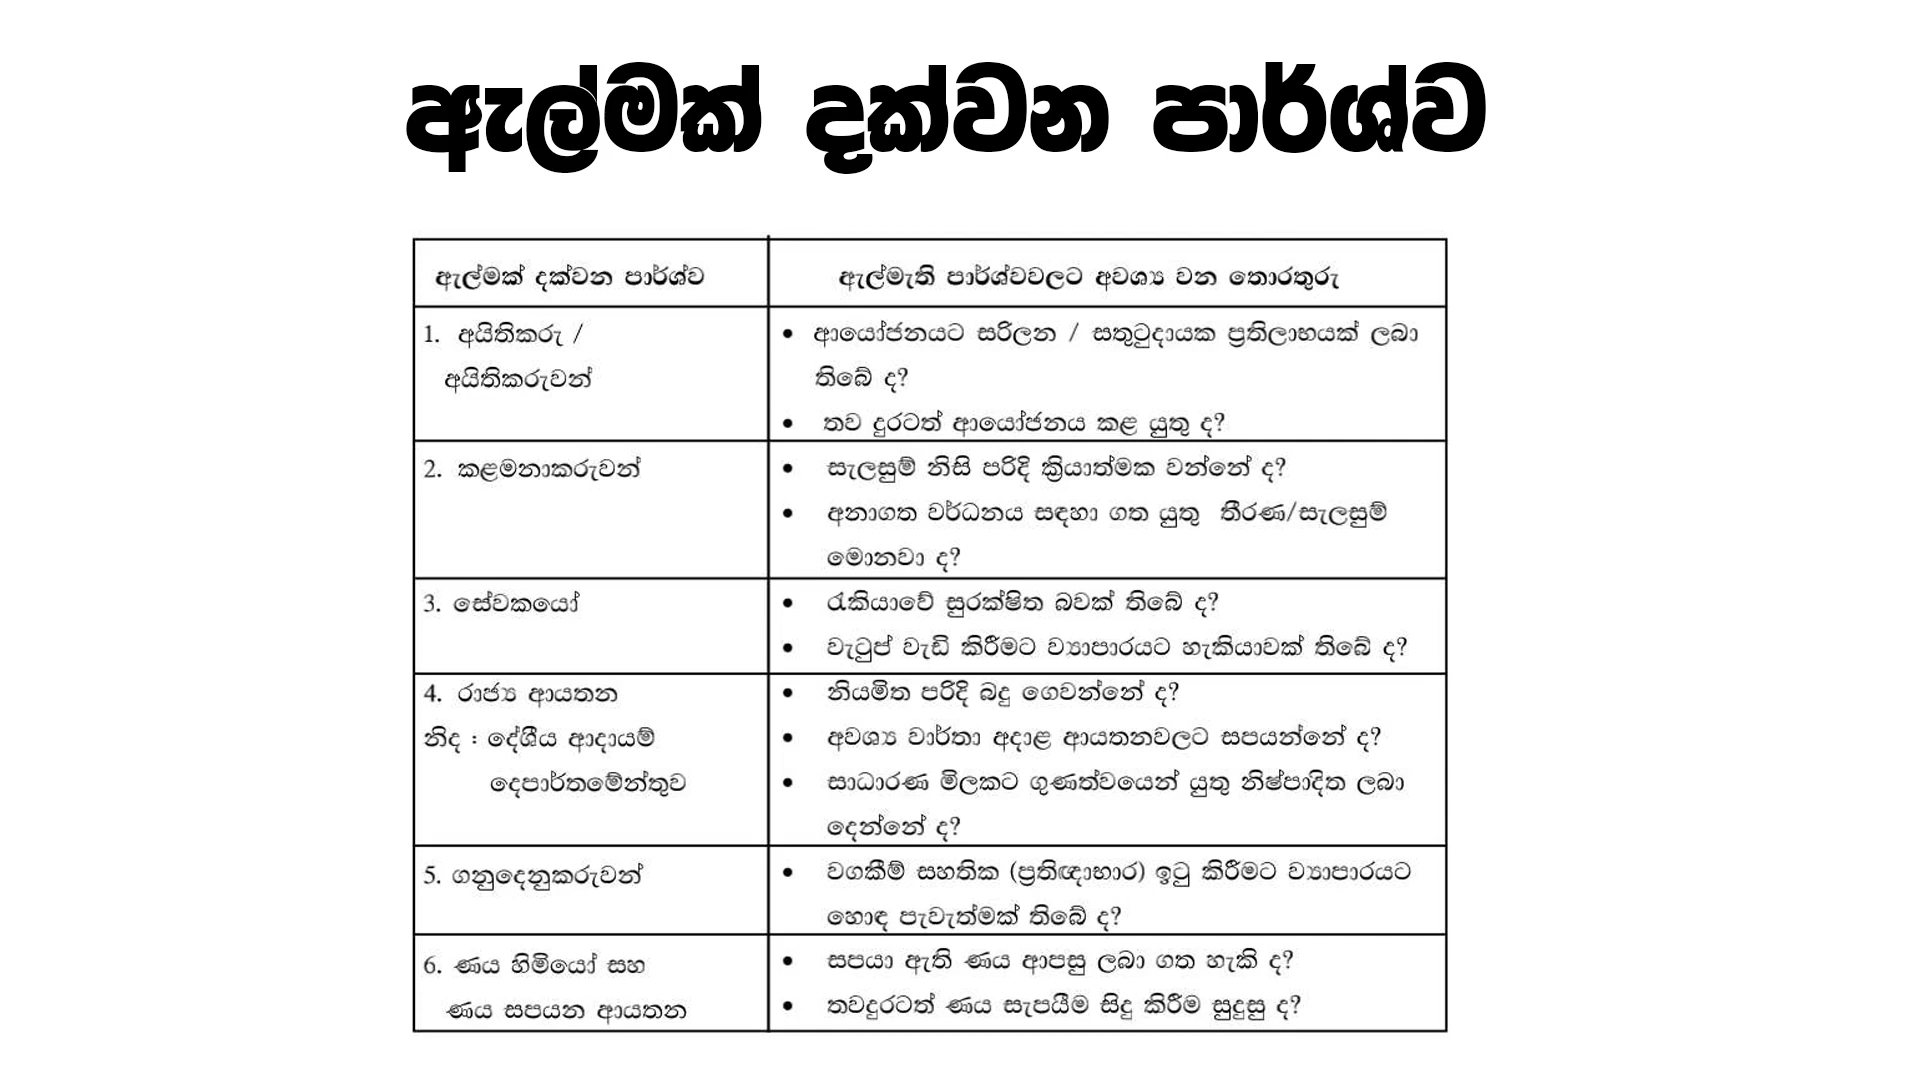 ඇල්මක් දක්වන පාර්ශ්ව
ඇල්මක් දක්වන පාර්ශ්ව
ඇල්මැති පාර්ශ්වවලට අවශ්‍ය වන තොරතුරු
1. අයිතිකරු /
අයිතිකරුවන්
• ආයෝජනයට සරිලන / සතුටුදායක ප්‍රතිලාභයක් ලබා
තිබේ ද?
• තව දුරටත් ආයෝජනය කළ යුතු ද?
2. කළමනාකරුවන්
• සැලසුම් නිසි පරිදි ක්‍රියාත්මක වන්නේ ද?
• අනාගත වර්ධනය සඳහා ගත යුතු තීරණ/සැලසුම්
මොනවා ද?
3. සේවකයෝ
• රැකියාවේ සුරක්ෂිත බවක් තිබේ ද?
• වැටුප් වැඩි කිරීමට ව්‍යාපාරයට හැකියාවක් තිබේ ද?
4. රාජ්‍ය ආයතන
නිද : දේශීය ආදායම්
දෙපාර්තමේන්තුව
• නියමිත පරිදි බදු ගෙවන්නේ ද?
• අවශ්‍ය වාර්තා අදාළ ආයතනවලට සපයන්නේ ද?
• සාධාරණ මිලකට ගුණත්වයෙන් යුතු නිෂ්පාදිත ලබා
දෙන්නේ ද?
5. ගනුදෙනුකරුවන්
• වගකීම් සහතික (ප්‍රතිඥාභාර) ඉටු කිරීමට ව්‍යාපාරයට
හොඳ පැවැත්මක් තිබේ ද?
6. ණය හිමියෝ සහ
ණය සපයන ආයතන
• සපයා ඇති ණය ආපසු ලබා ගත හැකි ද?
• තවදුරටත් ණය සැපයීම සිදු කිරීම සුදුසු ද?